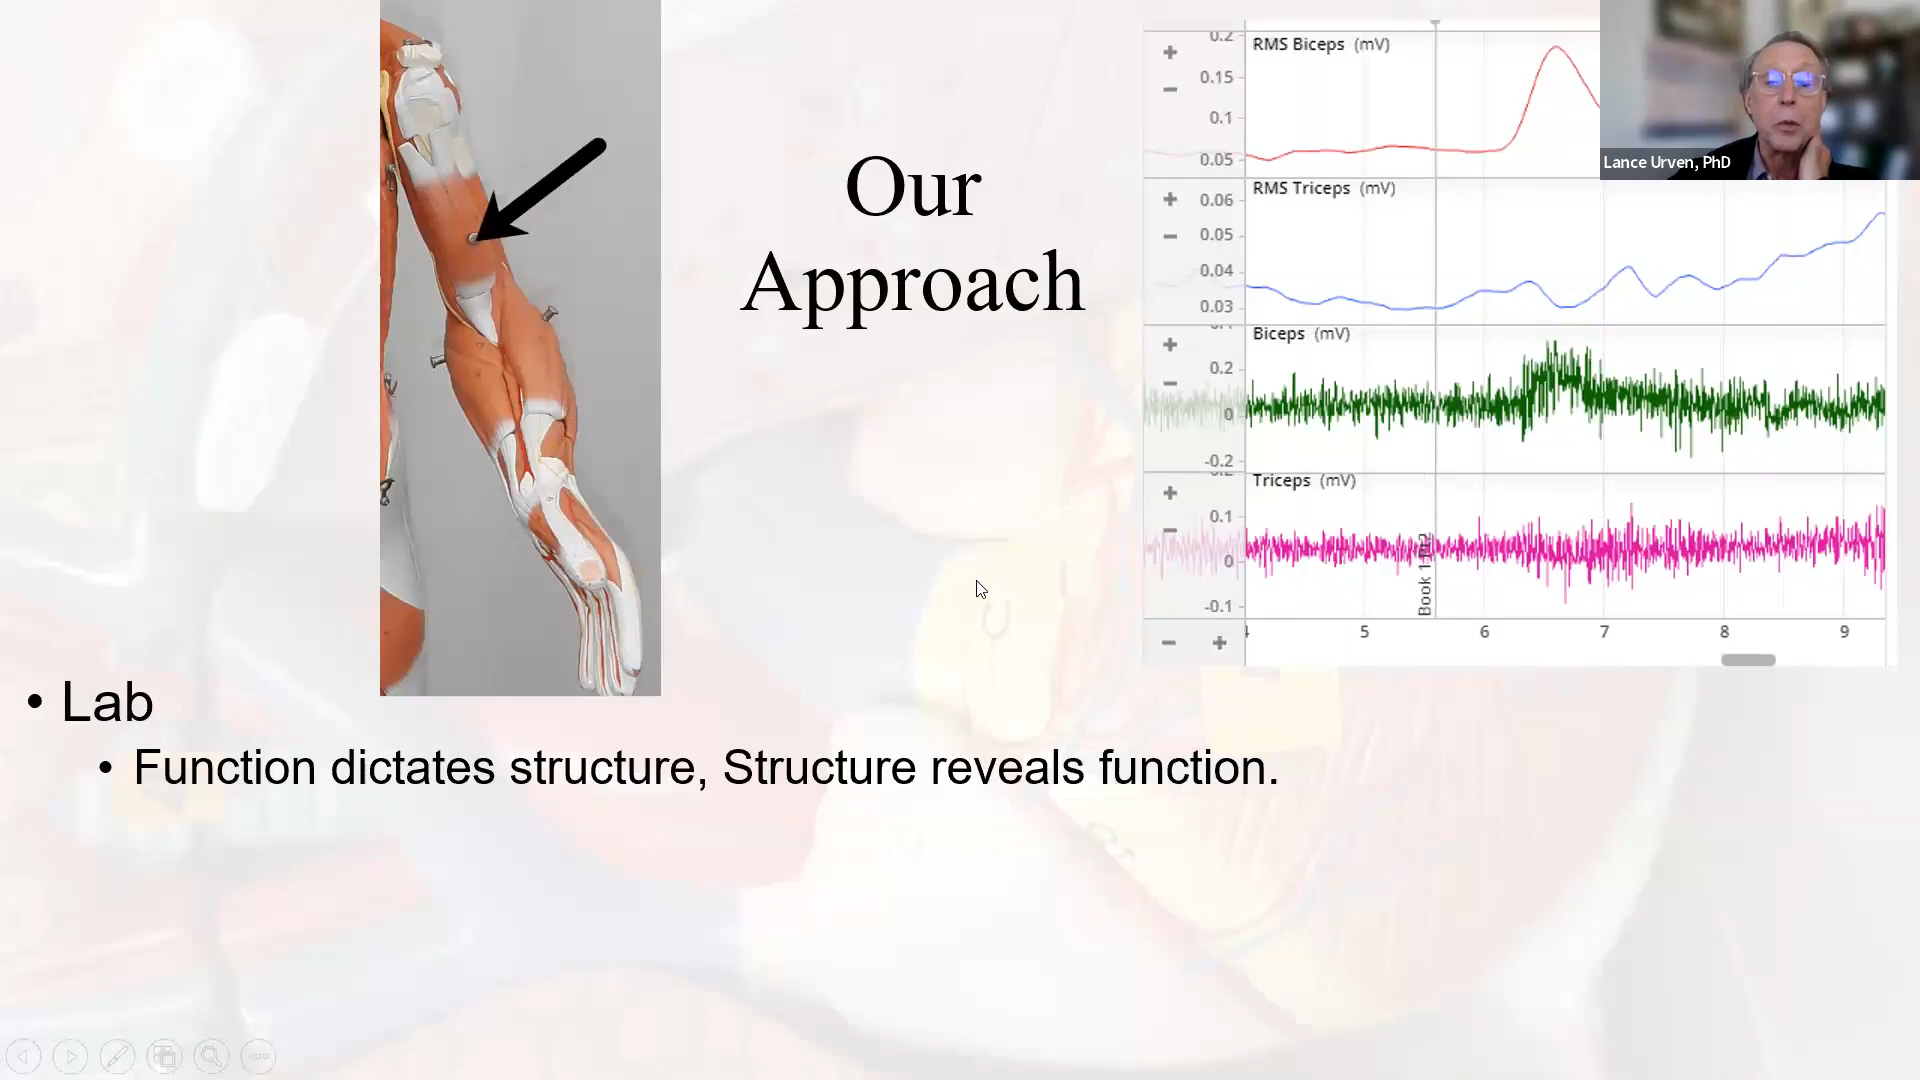 Our
Approach
RMS Biceps (mV)
0.2
0.15
0.1
0.05
RMS Triceps (mV)
0.06
0.05
0.04
0.03
Biceps (mV)
0.2
0
-0.2
Triceps (mV)
0.1
0
-0.1
5
6
7
8
9
Lance Urven, PhD
• Lab
• Function dictates structure, Structure reveals function.